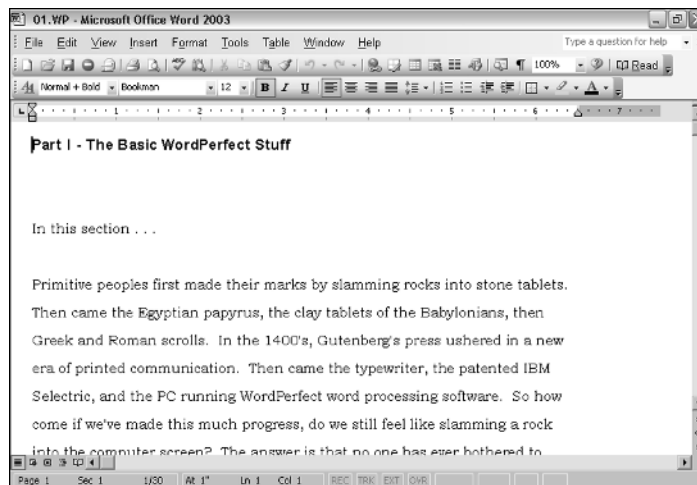 01.WP - Microsoft Office Word 2003
File Edit View Insert Format Tools Table Window Help Type a question for help
100% Read
Normal + Bold Bookman 12 B I U
1 2 3 4 5 6 7
Part I - The Basic WordPerfect Stuff
In this section . . .
Primitive peoples first made their marks by slamming rocks into stone tablets.
Then came the Egyptian papyrus, the clay tablets of the Babylonians, then
Greek and Roman scrolls. In the 1400's, Gutenberg's press ushered in a new
era of printed communication. Then came the typewriter, the patented IBM
Selectric, and the PC running WordPerfect word processing software. So how
come if we've made this much progress, do we still feel like slamming a rock
into the computer screen? The answer is that no one has ever bothered to
Page 1 Sec 1 1/30 At 1" Ln 1 Col 1 REC TRK EXT OVR